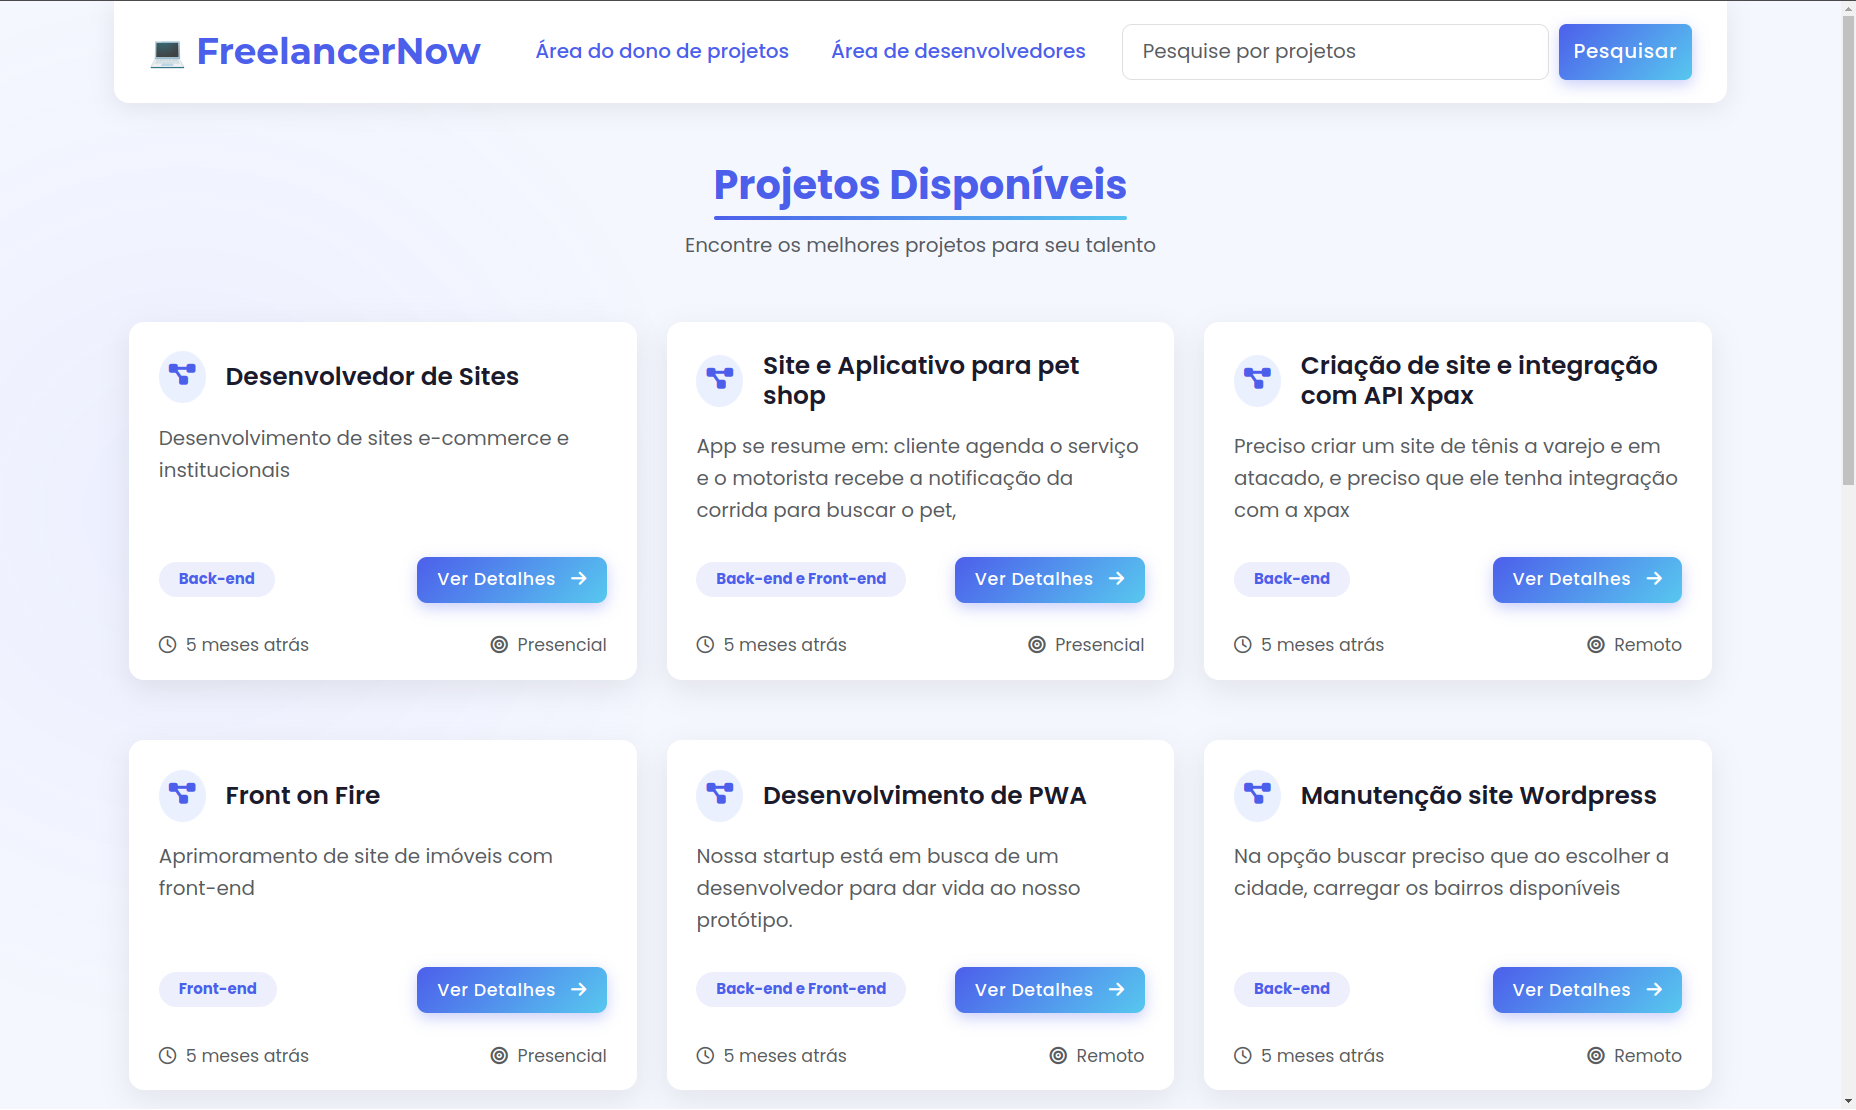 FreelancerNow
Área do dono de projetos
Área de desenvolvedores
Pesquise por projetos
Pesquisar
Projetos Disponíveis
Encontre os melhores projetos para seu talento
Desenvolvedor de Sites
Desenvolvimento de sites e-commerce e
institucionais
Back-end
Ver Detalhes
5 meses atrás
Presencial
Site e Aplicativo para pet
shop
App se resume em: cliente agenda o serviço
e o motorista recebe a notificação da
corrida para buscar o pet,
Back-end e Front-end
Ver Detalhes
5 meses atrás
Presencial
Criação de site e integração
com API Xpax
Preciso criar um site de tênis a varejo e em
atacado, e preciso que ele tenha integração
com a xpax
Back-end
Ver Detalhes
5 meses atrás
Remoto
Front on Fire
Aprimoramento de site de imóveis com
front-end
Front-end
Ver Detalhes
5 meses atrás
Presencial
Desenvolvimento de PWA
Nossa startup está em busca de um
desenvolvedor para dar vida ao nosso
protótipo.
Back-end e Front-end
Ver Detalhes
5 meses atrás
Remoto
Manutenção site Wordpress
Na opção buscar preciso que ao escolher a
cidade, carregar os bairros disponíveis
Back-end
Ver Detalhes
5 meses atrás
Remoto